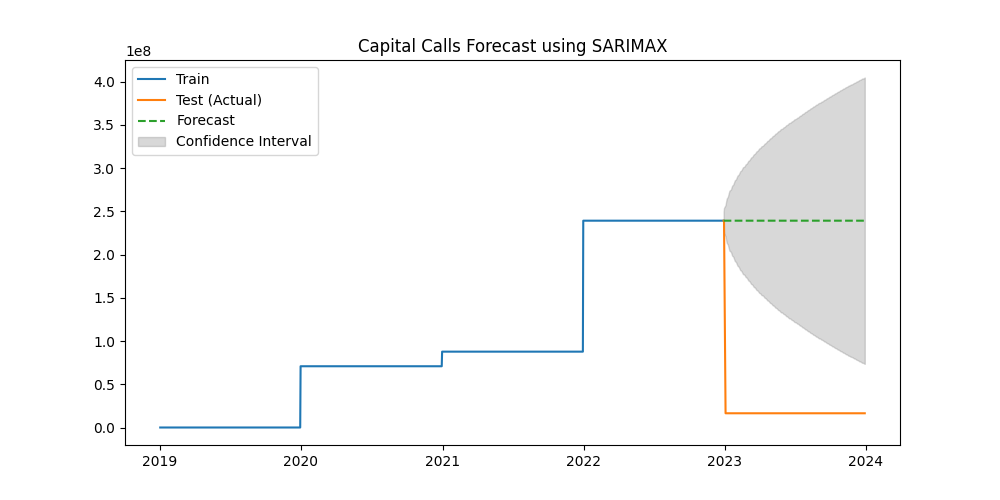 Capital Calls Forecast using SARIMAX
1e8
Train
Test (Actual)
Forecast
Confidence Interval
4.0
3.5
3.0
2.5
2.0
1.5
1.0
0.5
0.0
2019 2020 2021 2022 2023 2024